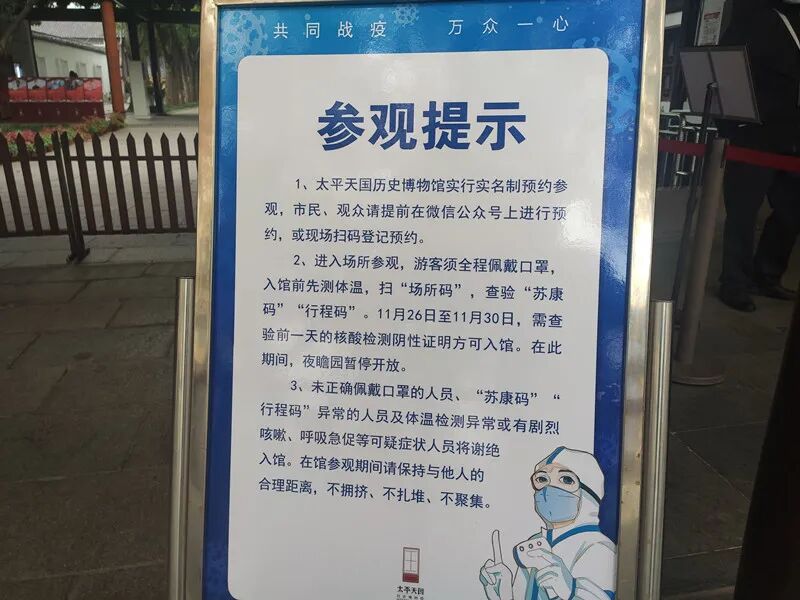 共同战疫 万众一心
参观提示
1、太平天国历史博物馆实行实名制预约参
观，市民、观众请提前在微信公众号上进行预
约，或现场扫码登记预约。
2、进入场所参观，游客须全程佩戴口罩，
入馆前先测体温，扫“场所码”，查验“苏康
码”“行程码”。11月26日至11月30日，需查
验前一天的核酸检测阴性证明方可入馆。在此
期间，夜瞻园暂停开放。
3、未正确佩戴口罩的人员、“苏康码”“
行程码”异常的人员及体温检测异常或有剧烈
咳嗽、呼吸急促等可疑症状人员将谢绝
入馆。在馆参观期间请保持与他人的
合理距离，不拥挤、不扎堆、不聚集。
太平天国